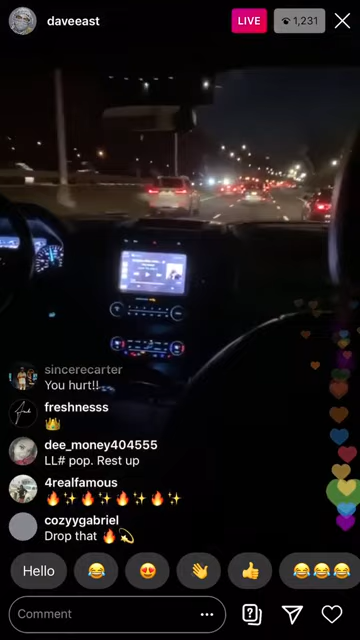 daveeast
LIVE
1,231
sincerecarter
You hurt!!
freshnesss
👑
dee_money404555
LL# pop. Rest up
4realfamous
🔥✨🔥✨🔥✨🔥✨
cozyygabriel
Drop that 🔥💫
Hello 😂 😍 👋 👍 😂😂😂
Comment